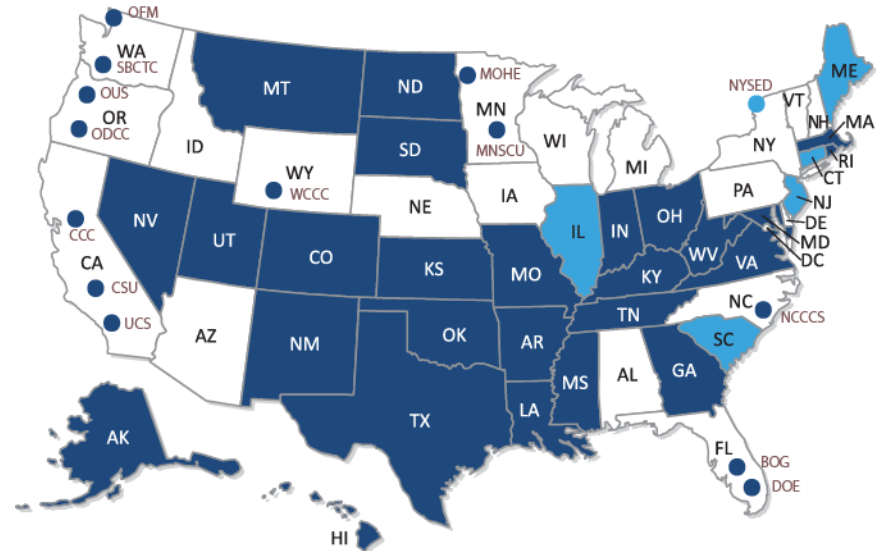 OFM
WA
SBCTC
OUS
OR
ODCC
ID
MT
ND
SD
WY
WCCC
NE
MOHE
MN
MNSCU
WI
MI
IA
NYSED
NY
VT
NH
ME
MA
RI
CT
NJ
PA
DE
MD
DC
CCC
CA
CSU
UCS
NV
UT
CO
KS
MO
IL
IN
OH
KY
WV
VA
TN
NC
NCCCS
SC
AZ
NM
OK
AR
TX
LA
MS
AL
GA
FL
BOG
DOE
AK
HI